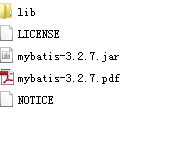 lib
LICENSE
mybatis-3.2.7.jar
mybatis-3.2.7.pdf
NOTICE